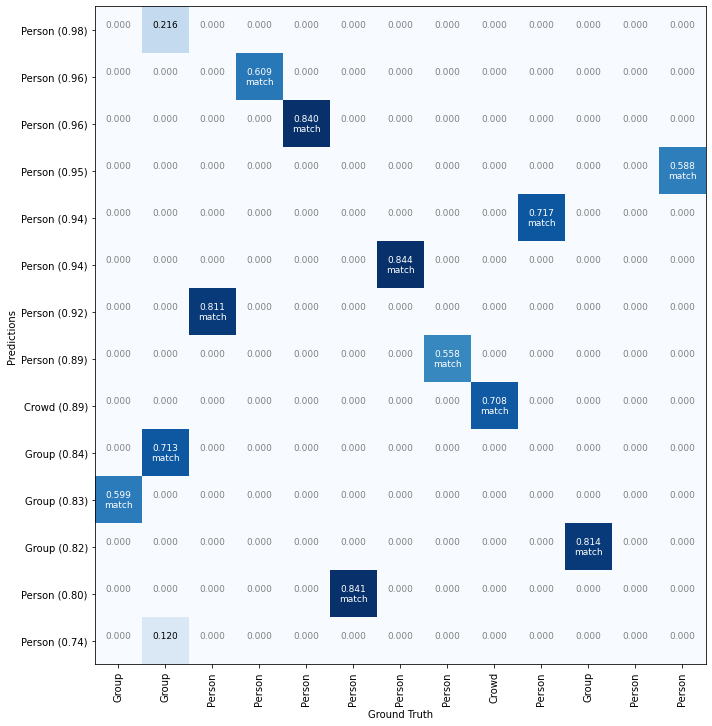 Person (0.98) 0.000 0.216 0.000 0.000 0.000 0.000 0.000 0.000 0.000 0.000 0.000 0.000 0.000
Person (0.96) 0.000 0.000 0.000 0.609 0.000 0.000 0.000 0.000 0.000 0.000 0.000 0.000 0.000
match
Person (0.96) 0.000 0.000 0.000 0.000 0.840 0.000 0.000 0.000 0.000 0.000 0.000 0.000 0.000
match
Person (0.95) 0.000 0.000 0.000 0.000 0.000 0.000 0.000 0.000 0.000 0.000 0.000 0.000 0.588
match
Person (0.94) 0.000 0.000 0.000 0.000 0.000 0.000 0.000 0.000 0.000 0.717 0.000 0.000 0.000
match
Person (0.94) 0.000 0.000 0.000 0.000 0.000 0.000 0.844 0.000 0.000 0.000 0.000 0.000 0.000
match
Person (0.92) 0.000 0.000 0.811 0.000 0.000 0.000 0.000 0.000 0.000 0.000 0.000 0.000 0.000
match
Person (0.89) 0.000 0.000 0.000 0.000 0.000 0.000 0.000 0.558 0.000 0.000 0.000 0.000 0.000
match
Crowd (0.89) 0.000 0.000 0.000 0.000 0.000 0.000 0.000 0.000 0.708 0.000 0.000 0.000 0.000
match
Group (0.84) 0.000 0.713 0.000 0.000 0.000 0.000 0.000 0.000 0.000 0.000 0.000 0.000 0.000
match
Group (0.83) 0.599 0.000 0.000 0.000 0.000 0.000 0.000 0.000 0.000 0.000 0.000 0.000 0.000
match
Group (0.82) 0.000 0.000 0.000 0.000 0.000 0.000 0.000 0.000 0.000 0.000 0.814 0.000 0.000
match
Person (0.80) 0.000 0.000 0.000 0.000 0.000 0.841 0.000 0.000 0.000 0.000 0.000 0.000 0.000
match
Person (0.74) 0.000 0.120 0.000 0.000 0.000 0.000 0.000 0.000 0.000 0.000 0.000 0.000 0.000
Predictions
Group Group Person Person Person Person Person Person Crowd Person Group Person Person
Ground Truth